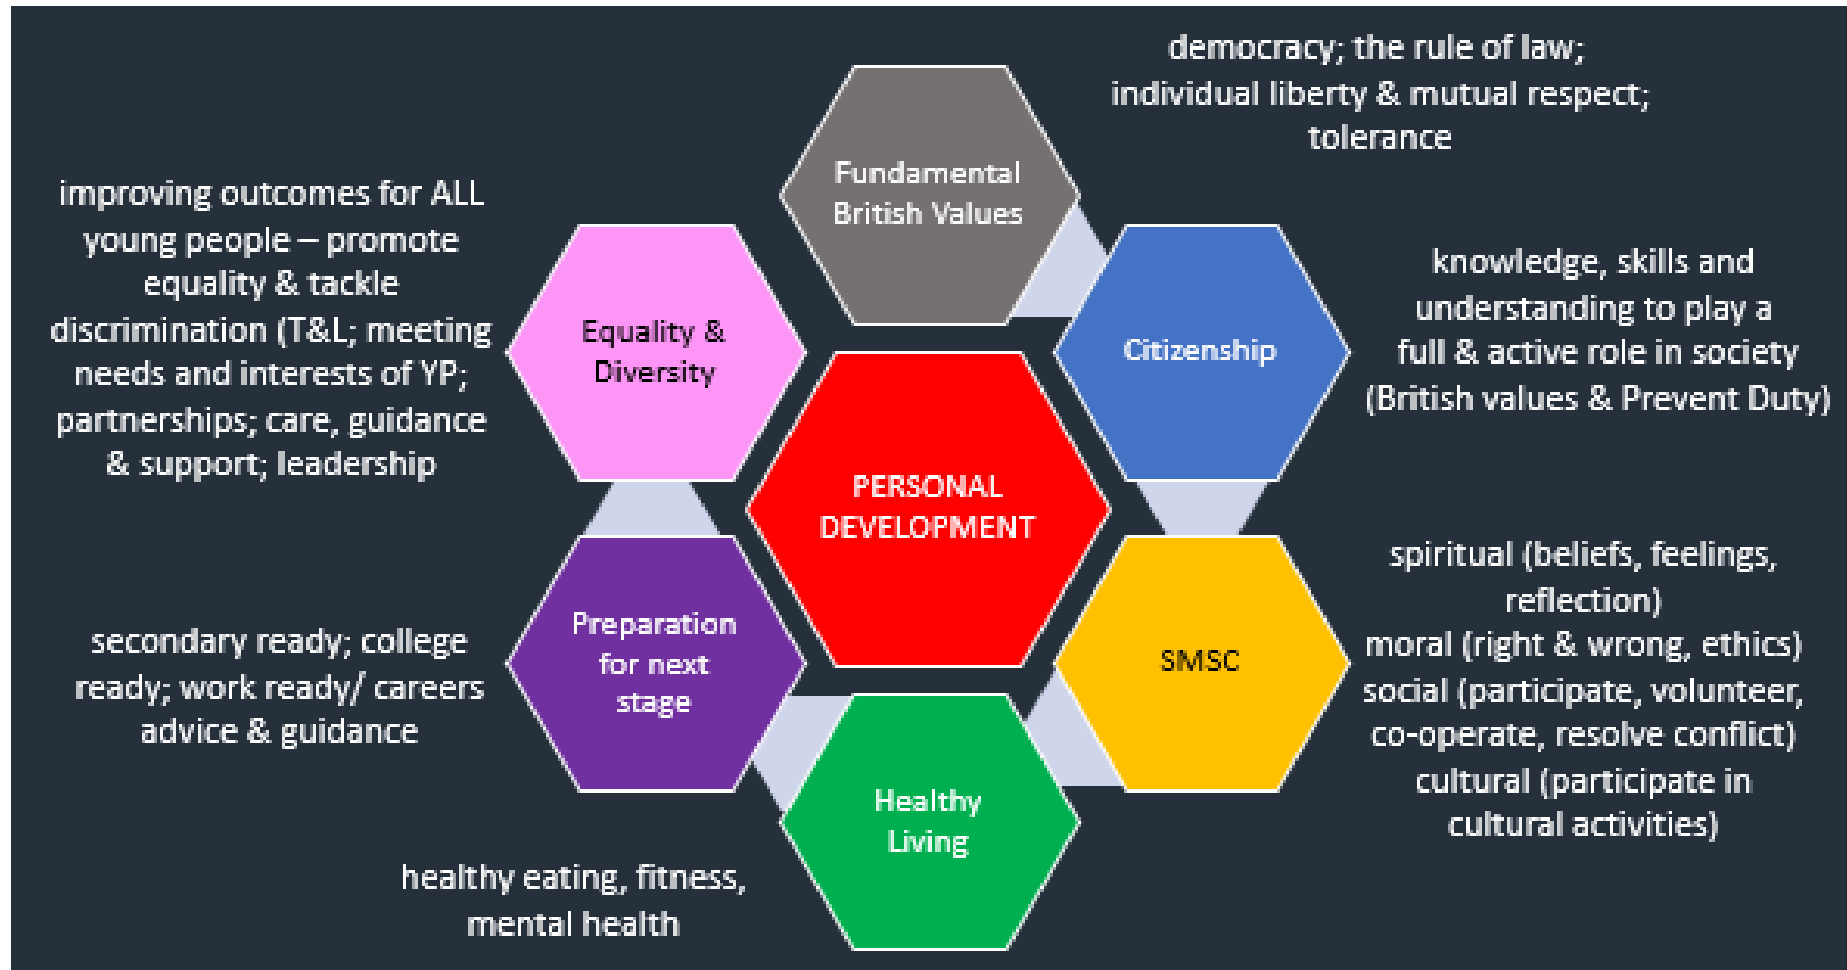 democracy; the rule of law;
individual liberty & mutual respect;
tolerance
Fundamental
British Values
improving outcomes for ALL
young people – promote
equality & tackle
discrimination (T&L; meeting
needs and interests of YP;
partnerships; care, guidance
& support; leadership
Equality &
Diversity
Citizenship
knowledge, skills and
understanding to play a
full & active role in society
(British values & Prevent Duty)
PERSONAL
DEVELOPMENT
secondary ready; college
ready; work ready/ careers
advice & guidance
Preparation
for next
stage
SMSC
spiritual (beliefs, feelings,
reflection)
moral (right & wrong, ethics)
social (participate, volunteer,
co-operate, resolve conflict)
cultural (participate in
cultural activities)
Healthy
Living
healthy eating, fitness,
mental health